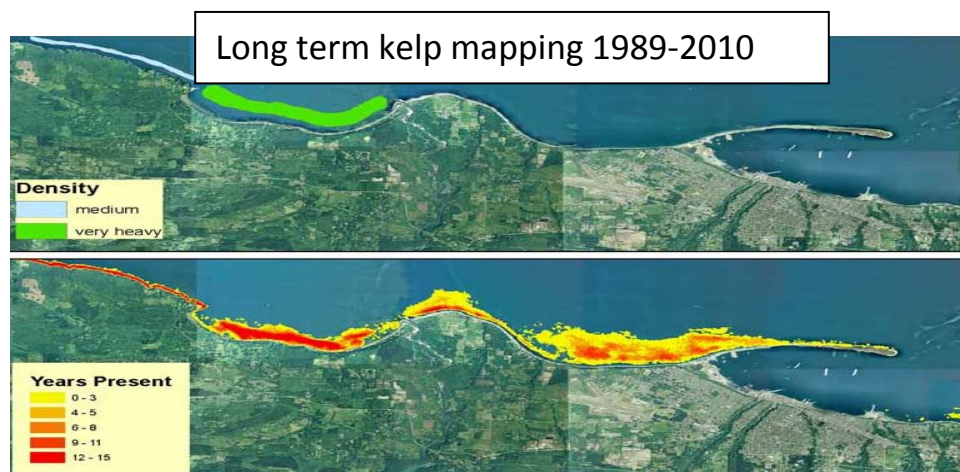 Long term kelp mapping 1989-2010
Density
medium
very heavy
Years Present
0 - 3
4 - 5
6 - 8
9 - 11
12 - 15